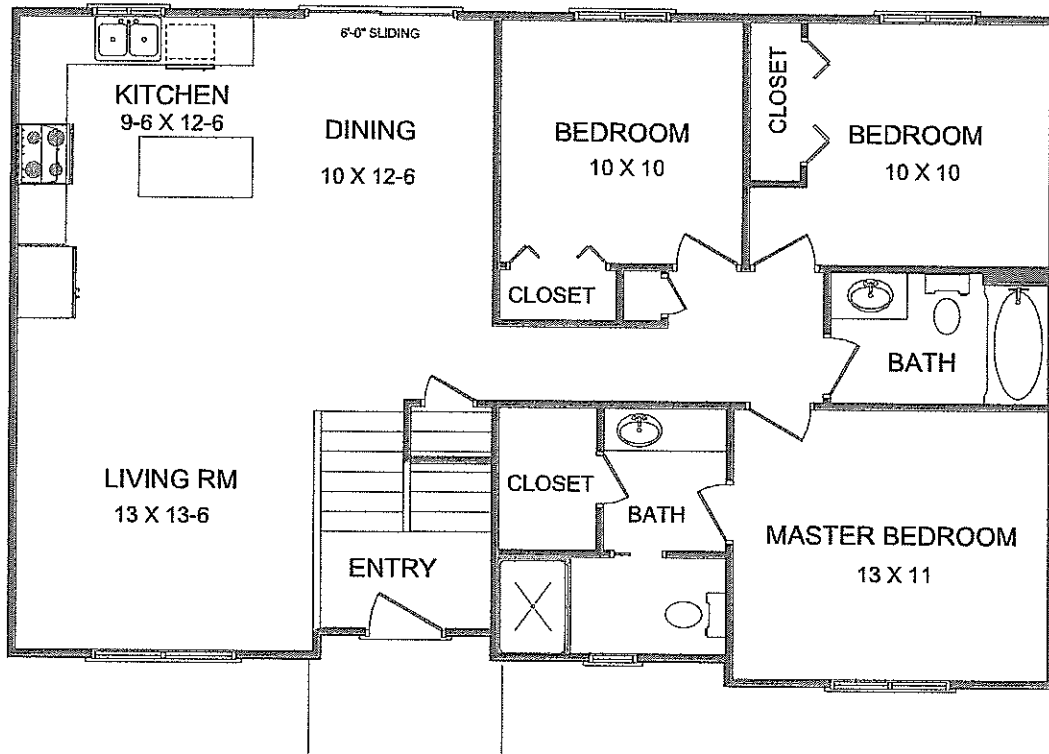 6'-0" SLIDING
KITCHEN
9-6 X 12-6
DINING
10 X 12-6
BEDROOM
10 X 10
CLOSET
BEDROOM
10 X 10
CLOSET
BATH
LIVING RM
13 X 13-6
ENTRY
CLOSET
BATH
MASTER BEDROOM
13 X 11